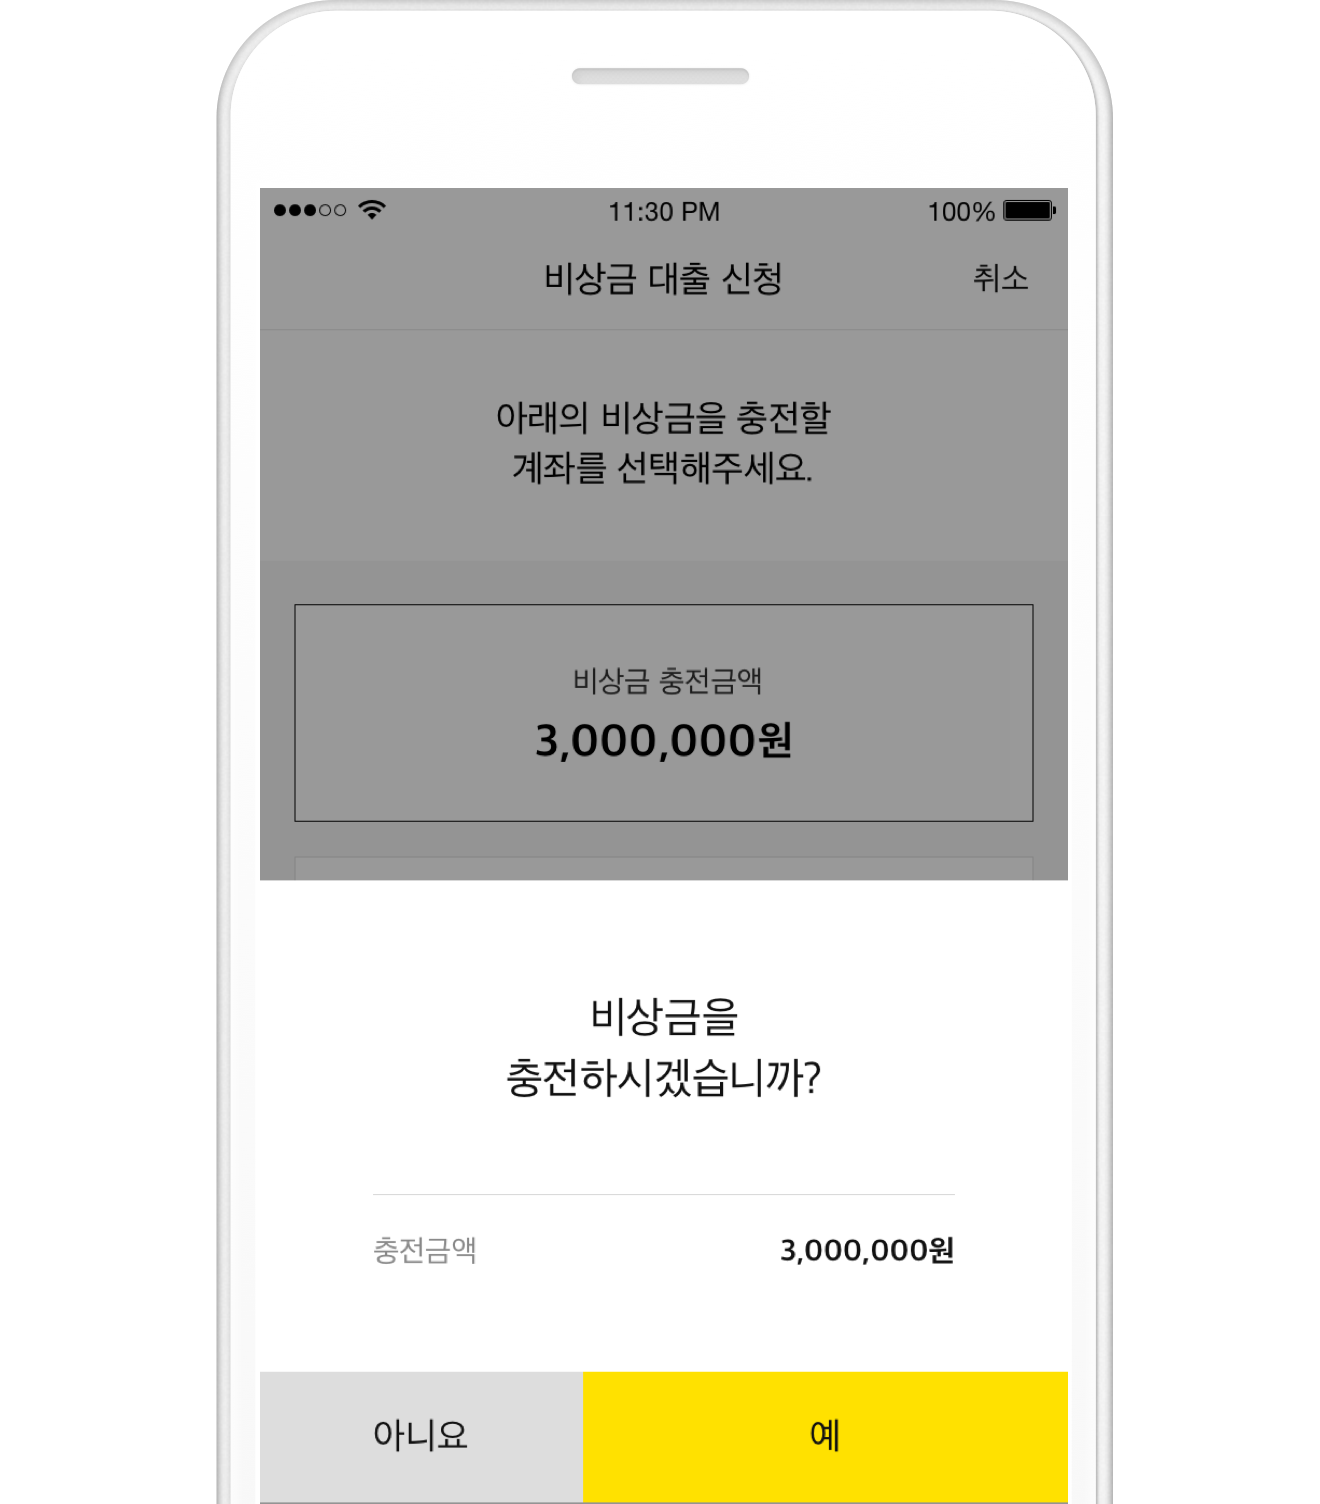 11:30 PM
100%
비상금 대출 신청
취소
아래의 비상금을 충전할
계좌를 선택해주세요.
비상금 충전금액
3,000,000원
비상금을
충전하시겠습니까?
충전금액
3,000,000원
아니요
예